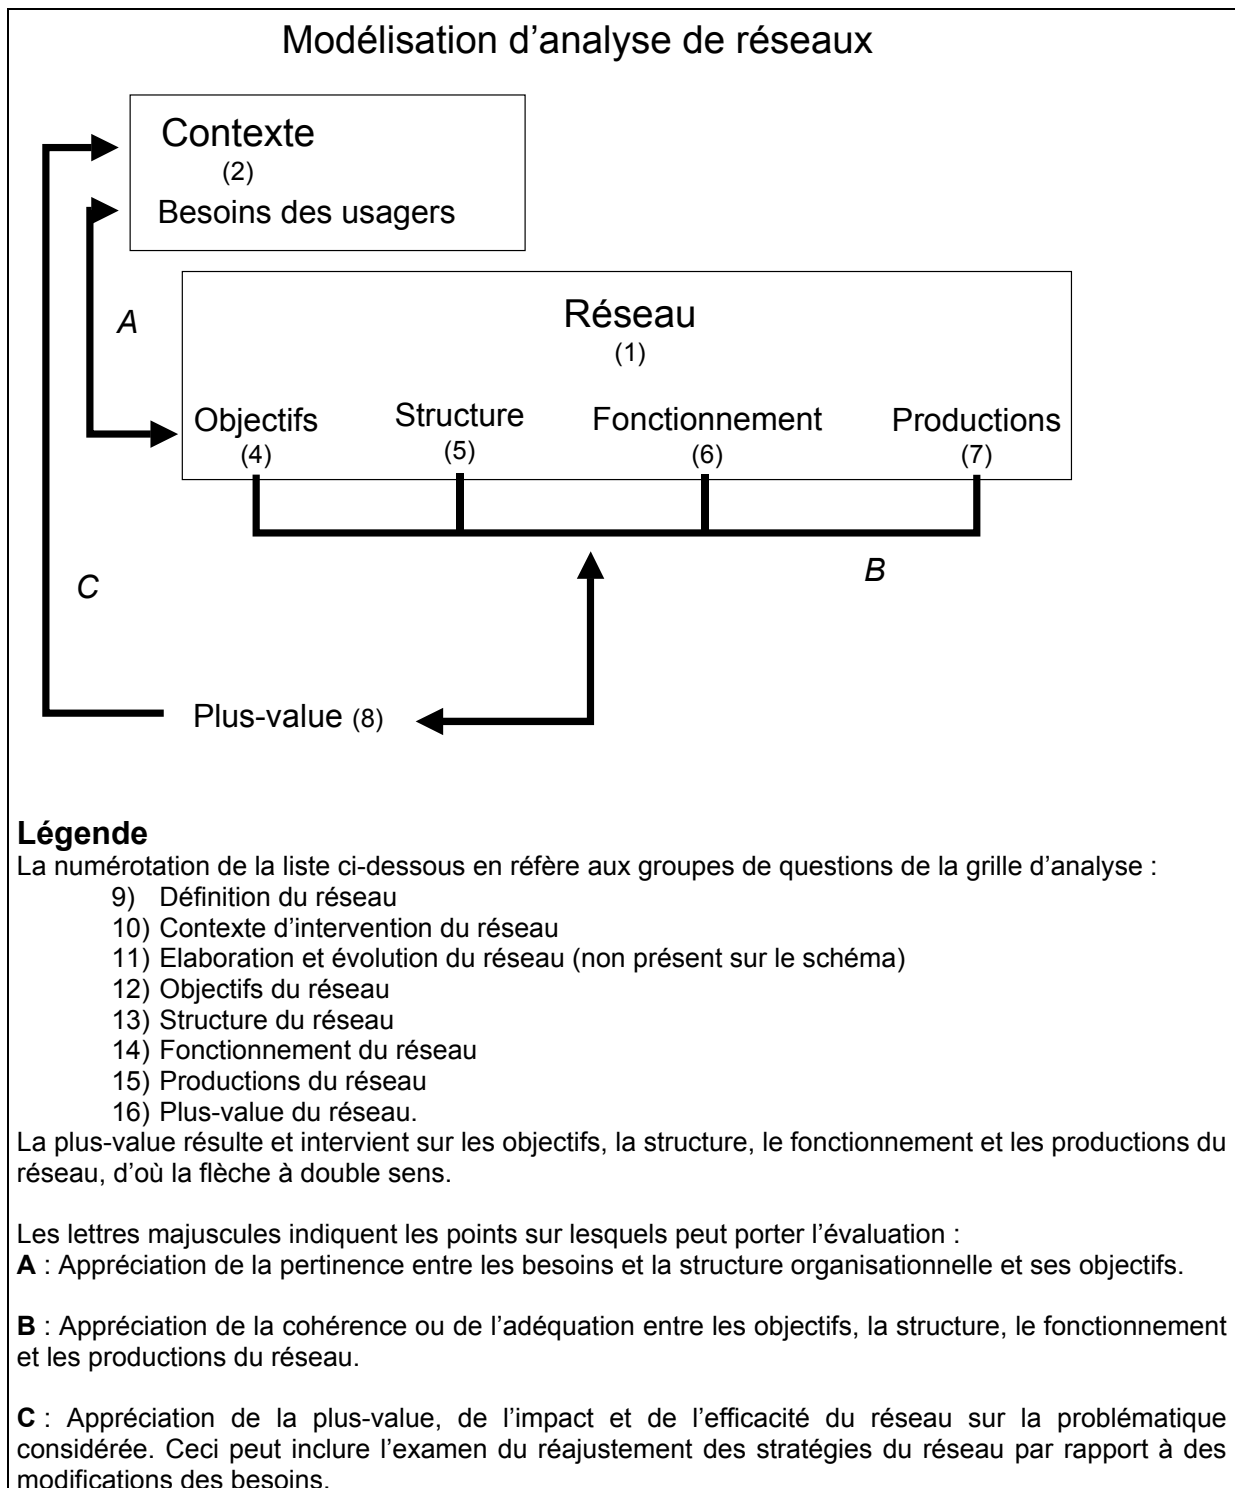 Modélisation d’analyse de réseaux
Contexte
(2)
Besoins des usagers
A
Réseau
(1)
Objectifs Structure Fonctionnement Productions
(4) (5) (6) (7)
B
C
Plus-value (8)
Légende
La numérotation de la liste ci-dessous en réfère aux groupes de questions de la grille d’analyse :
9) Définition du réseau
10) Contexte d’intervention du réseau
11) Elaboration et évolution du réseau (non présent sur le schéma)
12) Objectifs du réseau
13) Structure du réseau
14) Fonctionnement du réseau
15) Productions du réseau
16) Plus-value du réseau.
La plus-value résulte et intervient sur les objectifs, la structure, le fonctionnement et les productions du
réseau, d’où la flèche à double sens.
Les lettres majuscules indiquent les points sur lesquels peut porter l’évaluation :
A : Appréciation de la pertinence entre les besoins et la structure organisationnelle et ses objectifs.
B : Appréciation de la cohérence ou de l’adéquation entre les objectifs, la structure, le fonctionnement
et les productions du réseau.
C : Appréciation de la plus-value, de l’impact et de l’efficacité du réseau sur la problématique
considérée. Ceci peut inclure l’examen du réajustement des stratégies du réseau par rapport à des
modifications des besoins.